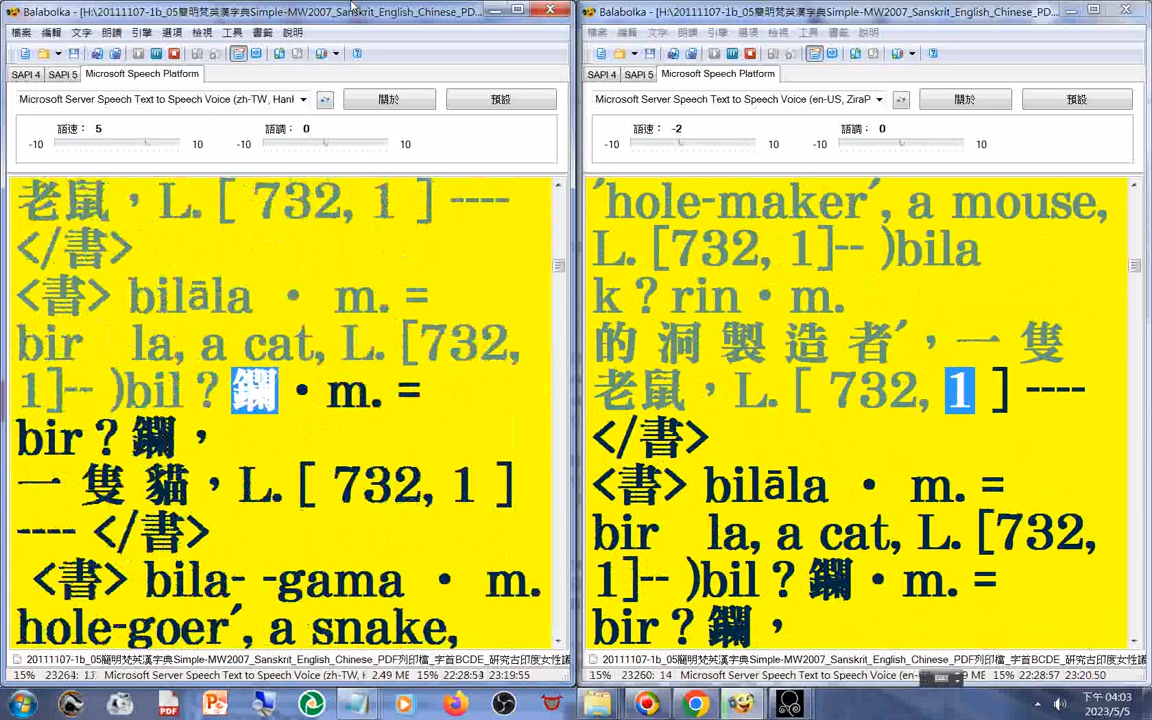 Balabolka - [H:\20111107-1b_05簡明梵英漢字典Simple-MW2007_Sanskrit_English_Chinese_PD...
檔案 編輯 文字 朗讀 引擎 選項 檢視 工具 書籤 說明
SAPI 4 SAPI 5 Microsoft Speech Platform
Microsoft Server Speech Text to Speech Voice (zh-TW, HanH
關於 預設
語速： 5 語調： 0
-10 10 -10 10
老鼠，L. [ 732, 1 ] ----
</書>
<書> bilāla • m. =
bir la, a cat, L. [732,
1]-- )bil ? 鑭 • m. =
bir ? 鑭，
一 隻 貓，L. [ 732, 1 ]
---- </書>
<書> bila- -gama • m.
hole-goer′, a snake,
20111107-1b_05簡明梵英漢字典Simple-MW2007_Sanskrit_English_Chinese_PDF列印檔_字首BCDE_研究古印度女性議
15% 23264: 1 Microsoft Server Speech Text to Speech Voice (zh-TW, H 2.49 MB 15% 22:28:54 23:19:55
Balabolka - [H:\20111107-1b_05簡明梵英漢字典Simple-MW2007_Sanskrit_English_Chinese_PD...
檔案 編輯 文字 朗讀 引擎 選項 檢視 工具 書籤 說明
SAPI 4 SAPI 5 Microsoft Speech Platform
Microsoft Server Speech Text to Speech Voice (en-US, ZiraP
關於 預設
語速： -2 語調： 0
-10 10 -10 10
′hole-maker′, a mouse,
L. [732, 1]-- )bila
k ? rin • m.
的 洞 製 造 者′，一 隻
老鼠，L. [ 732, 1 ] ----
</書>
<書> bilāla • m. =
bir la, a cat, L. [732,
1]-- )bil ? 鑭 • m. =
bir ? 鑭，
20111107-1b_05簡明梵英漢字典Simple-MW2007_Sanskrit_English_Chinese_PDF列印檔_字首BCDE_研究古印度女性議
15% 23260: 14 Microsoft Server Speech Text to Speech Voice (en-US 15% 22:28:57 23:20:50
下午 04:03
2023/5/5